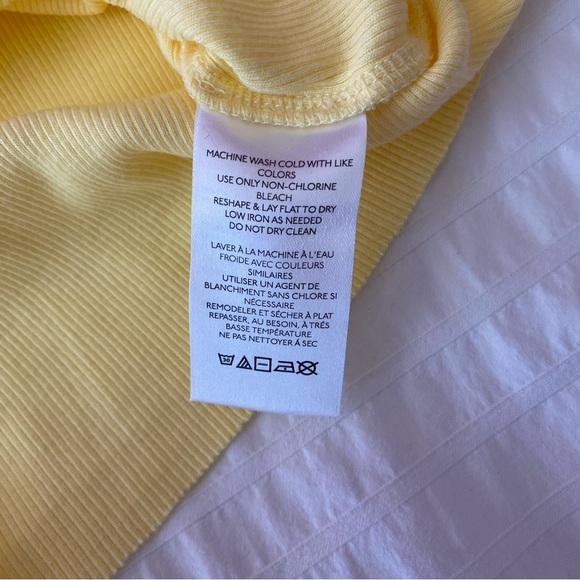 MACHINE WASH COLD WITH LIKE
COLORS
USE ONLY NON-CHLORINE
BLEACH
RESHAPE & LAY FLAT TO DRY
LOW IRON AS NEEDED
DO NOT DRY CLEAN
LAVER À LA MACHINE À L'EAU
FROIDE AVEC COULEURS
SIMILAIRES
UTILISER UN AGENT DE
BLANCHIMENT SANS CHLORE SI
NÉCESSAIRE
REMODELER ET SÉCHER À PLAT
REPASSER, AU BESOIN, À TRÉS
BASSE TEMPÉRATURE
NE PAS NETTOYER À SEC
30